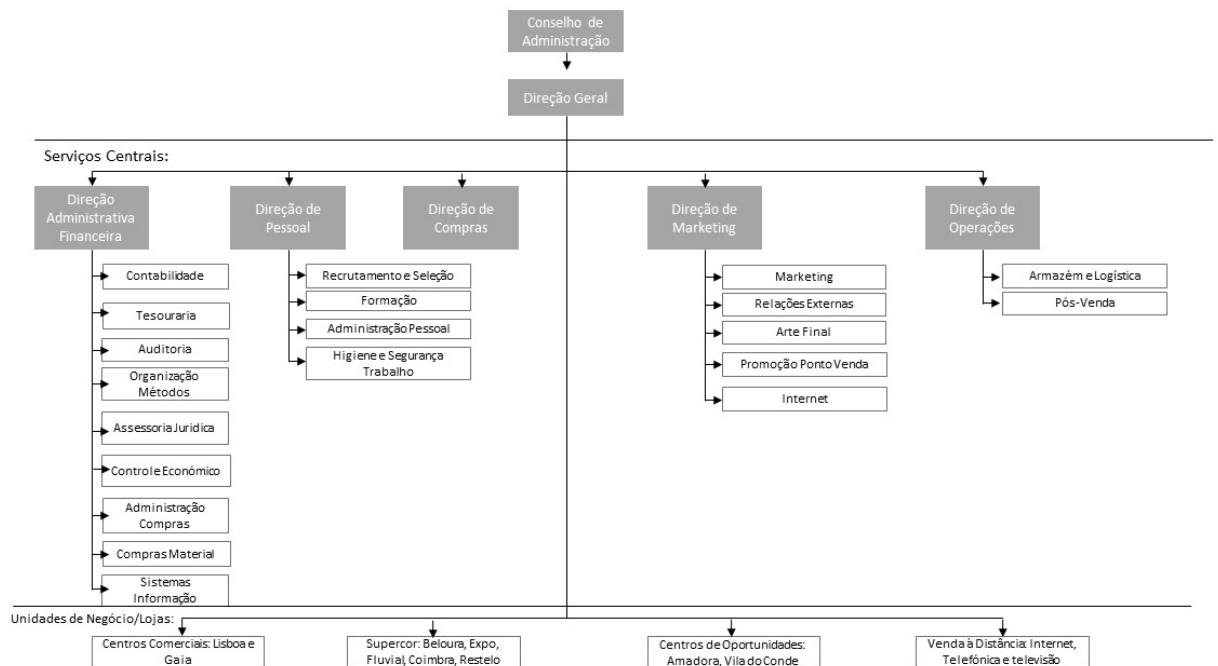 Conselho de
Administração
Direção Geral
Serviços Centrais:
Direção
Administrativa
Financeira
Direção de
Pessoal
Direção de
Compras
Direção de
Marketing
Direção de
Operações
Contabilidade
Tesouraria
Auditoria
Organização
Métodos
Assessoria Juridica
Controle Económico
Administração
Compras
Compras Material
Sistemas
Informação
Recrutamento e Seleção
Formação
Administração Pessoal
Higiene e Segurança
Trabalho
Marketing
Relações Externas
Arte Final
Promoção Ponto Venda
Internet
Armazém e Logística
Pós-Venda
Unidades de Negócio/Lojas:
Centros Comerciais: Lisboa e
Gaia
Supercor: Beloura, Expo,
Fluvial, Coimbra, Restelo
Centros de Oportunidades:
Amadora, Vila do Conde
Venda à Distância: Internet,
Telefónica e televisão